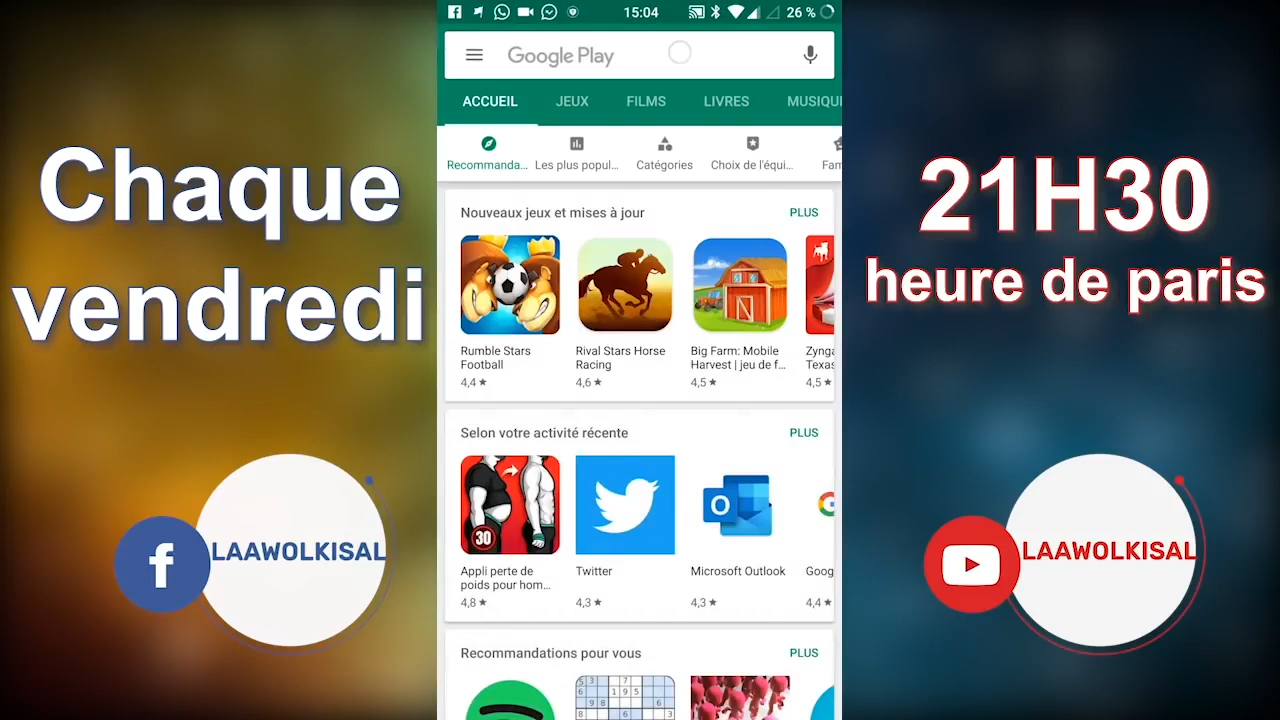 Chaque
vendredi
LAAWOLKISAL
15:04
26 %
Google Play
ACCUEIL JEUX FILMS LIVRES MUSIQU
Recommanda... Les plus popul... Catégories Choix de l'équi... Fam
Nouveaux jeux et mises à jour PLUS
Rumble Stars
Football
4,4 ★
Rival Stars Horse
Racing
4,6 ★
Big Farm: Mobile
Harvest | jeu de f...
4,5 ★
Zynga
Texas
4,5 ★
Selon votre activité récente PLUS
30
Appli perte de
poids pour hom...
4,8 ★
Twitter
4,3 ★
Microsoft Outlook
4,3 ★
Goog
4,4 ★
Recommandations pour vous PLUS
21H30
heure de paris
LAAWOLKISAL